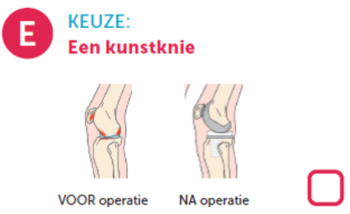 E
KEUZE:
Een kunstknie
VOOR operatie NA operatie